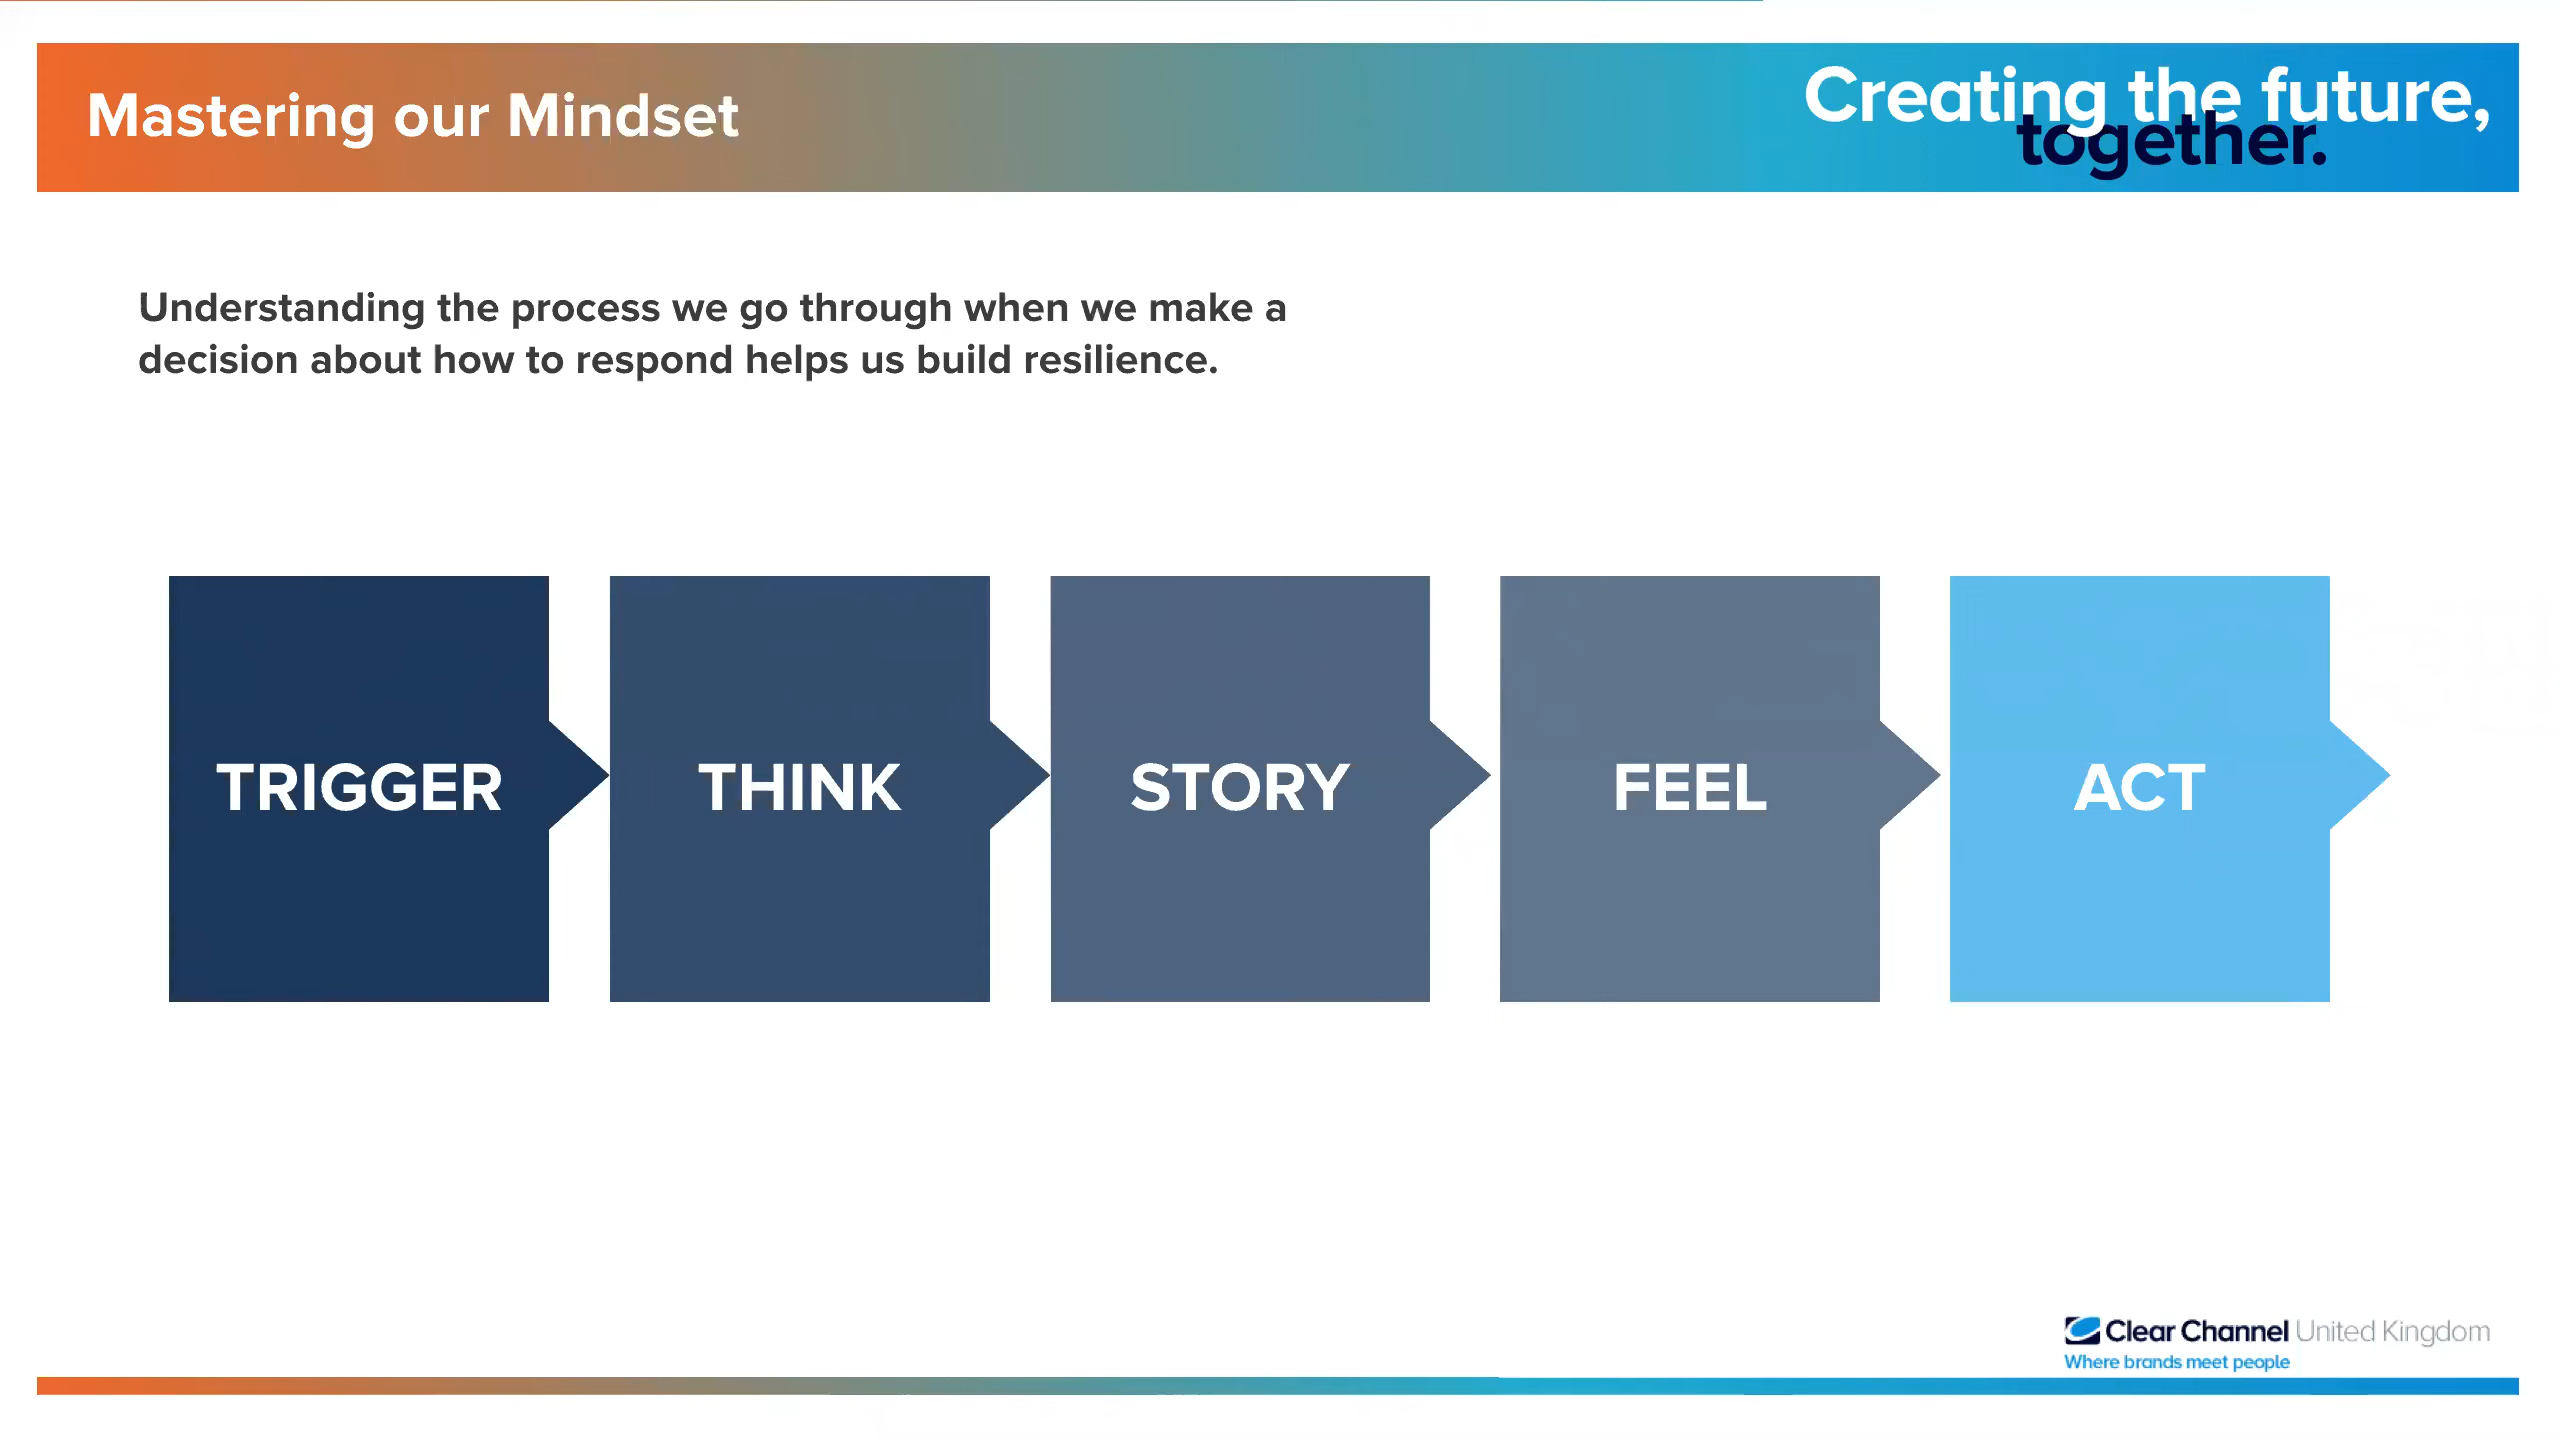 Mastering our Mindset
Creating the future,
together.
Understanding the process we go through when we make a
decision about how to respond helps us build resilience.
TRIGGER
THINK
STORY
FEEL
ACT
Clear Channel United Kingdom
Where brands meet people